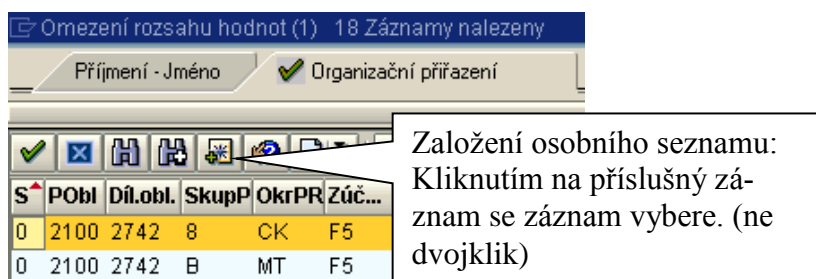 Omezení rozsahu hodnot (1) 18 Záznamy nalezeny
Příjmení - Jméno Organizační přiřazení
Založení osobního seznamu:
Kliknutím na příslušný zá-
znam se záznam vybere. (ne
dvojklik)
S PObl Díl.obl. SkupP OkrPR Zúč...
0 2100 2742 8 CK F5
0 2100 2742 B MT F5